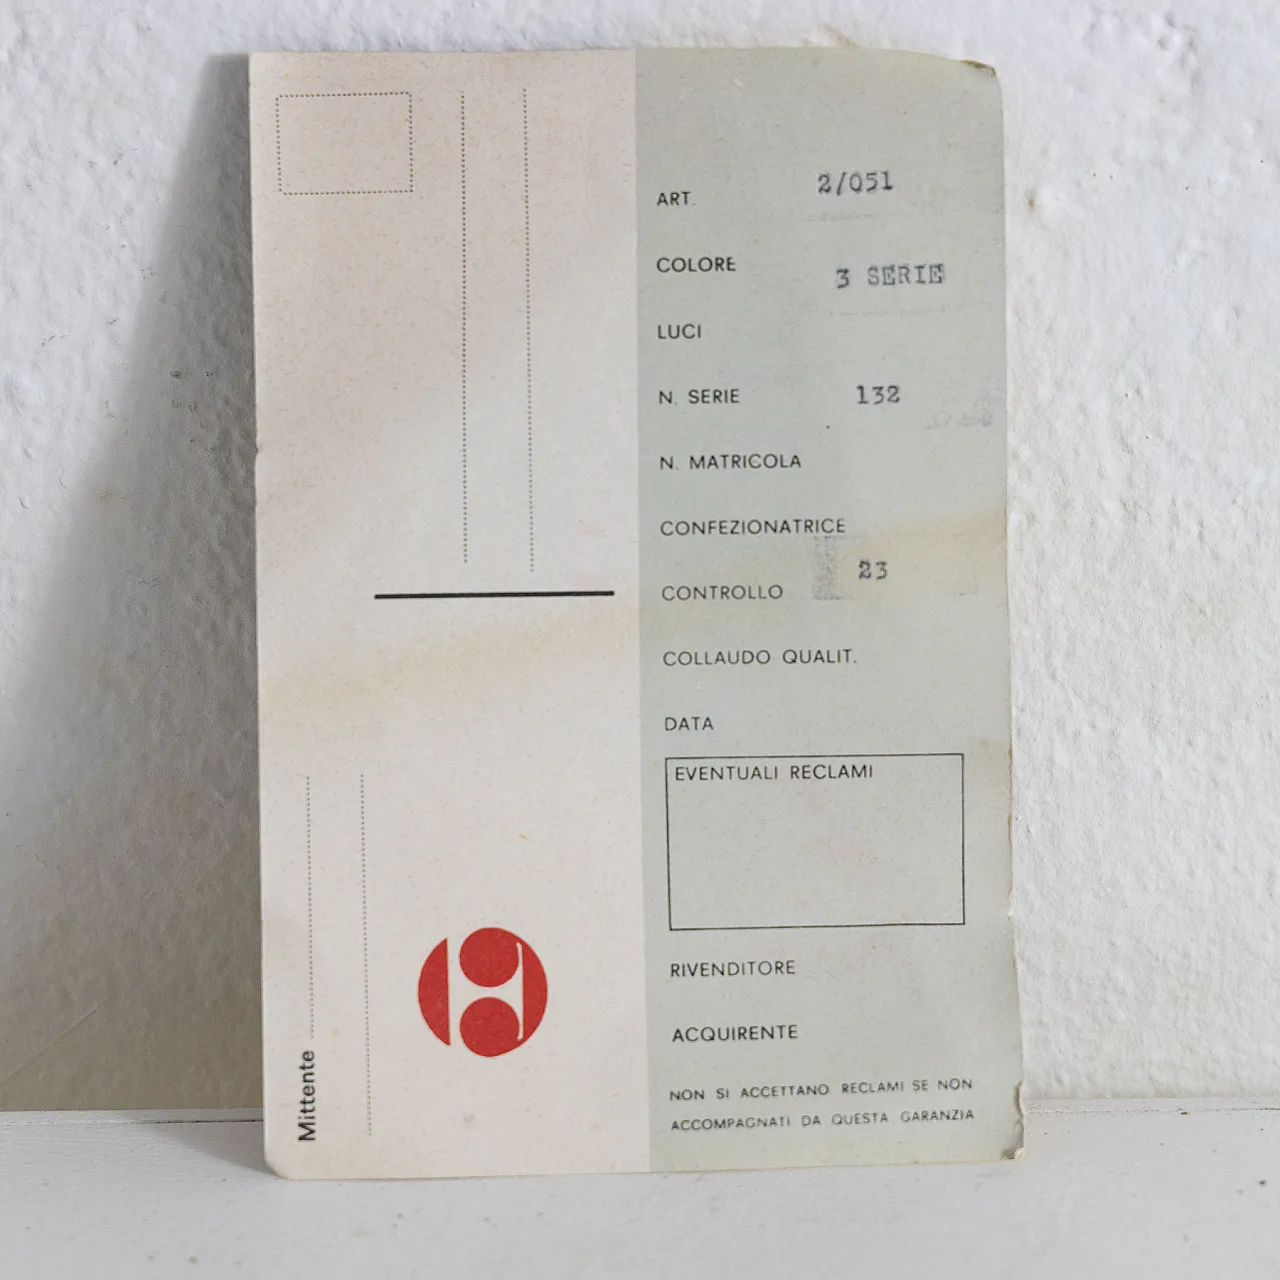 ART. 2/051
COLORE 3 SERIE
LUCI
N. SERIE 132
N. MATRICOLA
CONFEZIONATRICE
CONTROLLO 23
COLLAUDO QUALIT.
DATA
EVENTUALI RECLAMI
RIVENDITORE
ACQUIRENTE
NON SI ACCETTANO RECLAMI SE NON
ACCOMPAGNATI DA QUESTA GARANZIA
Mittente